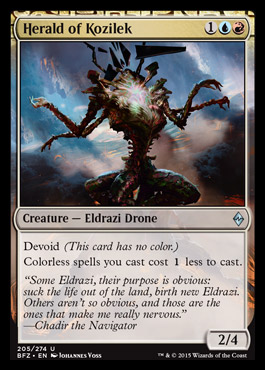 Herald of Kozilek 1
Creature — Eldrazi Drone
Devoid (This card has no color.)
Colorless spells you cast cost 1 less to cast.
“Some Eldrazi, their purpose is obvious:
suck the life out of the land, birth new Eldrazi.
Others aren’t so obvious, and those are the
ones that make me really nervous.”
—Chadir the Navigator
2/4
205/274 U
BFZ • EN Johannes Voss ™ & © 2015 Wizards of the Coast